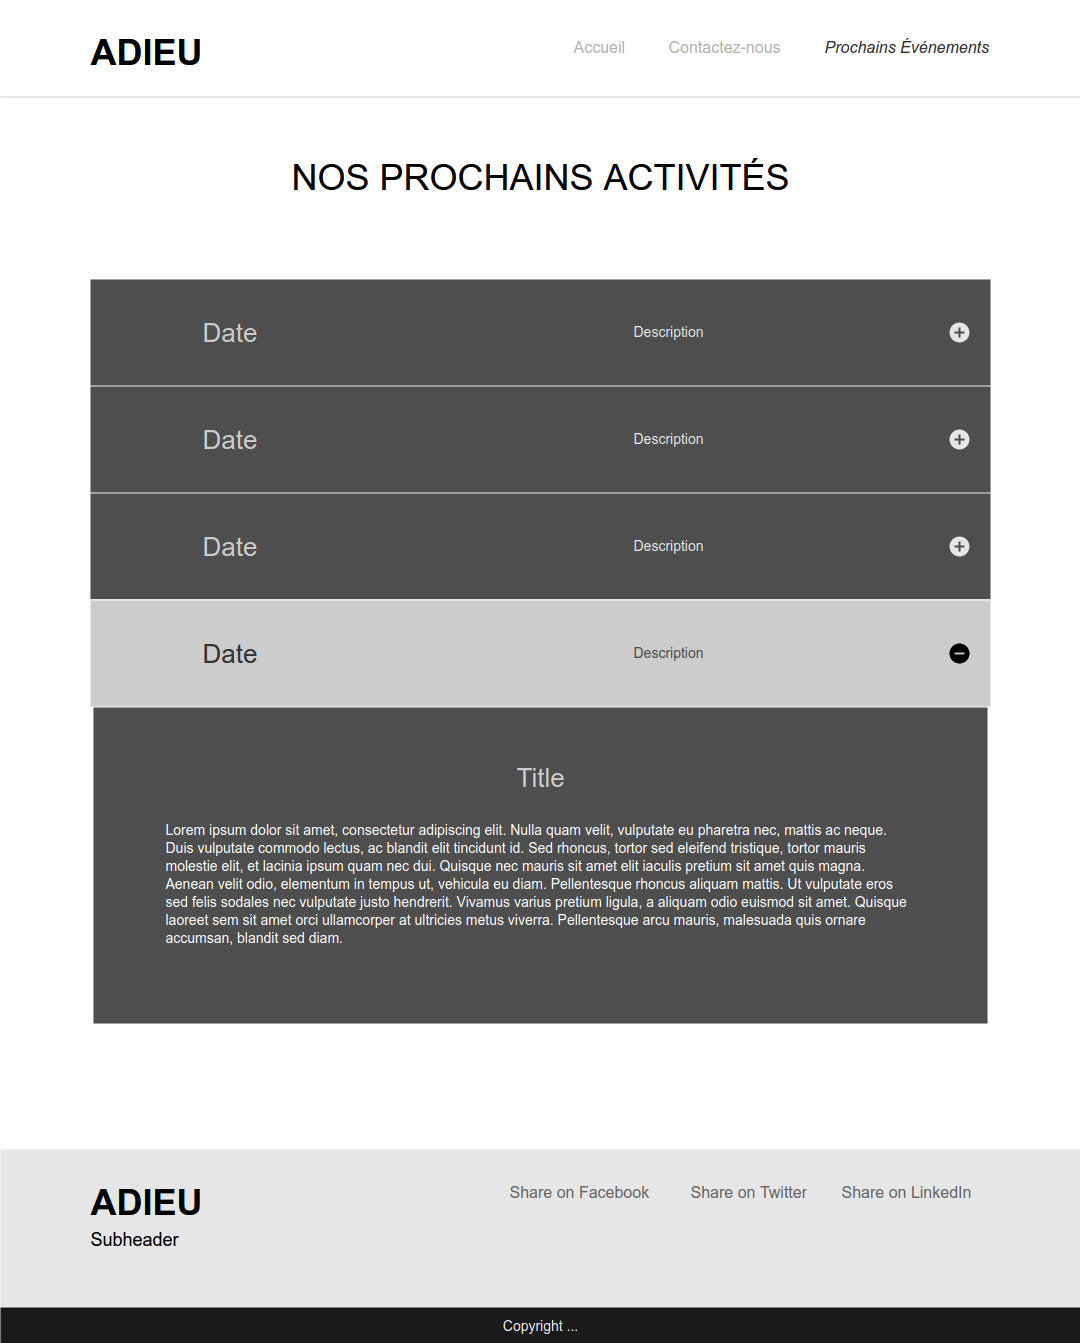 ADIEU
Accueil Contactez-nous Prochains Événements
NOS PROCHAINS ACTIVITÉS
Date Description
Date Description
Date Description
Date Description
Title
Lorem ipsum dolor sit amet, consectetur adipiscing elit. Nulla quam velit, vulputate eu pharetra nec, mattis ac neque.
Duis vulputate commodo lectus, ac blandit elit tincidunt id. Sed rhoncus, tortor sed eleifend tristique, tortor mauris
molestie elit, et lacinia ipsum quam nec dui. Quisque nec mauris sit amet elit iaculis pretium sit amet quis magna.
Aenean velit odio, elementum in tempus ut, vehicula eu diam. Pellentesque rhoncus aliquam mattis. Ut vulputate eros
sed felis sodales nec vulputate justo hendrerit. Vivamus varius pretium ligula, a aliquam odio euismod sit amet. Quisque
laoreet sem sit amet orci ullamcorper at ultricies metus viverra. Pellentesque arcu mauris, malesuada quis ornare
accumsan, blandit sed diam.
ADIEU
Share on Facebook Share on Twitter Share on LinkedIn
Subheader
Copyright ...